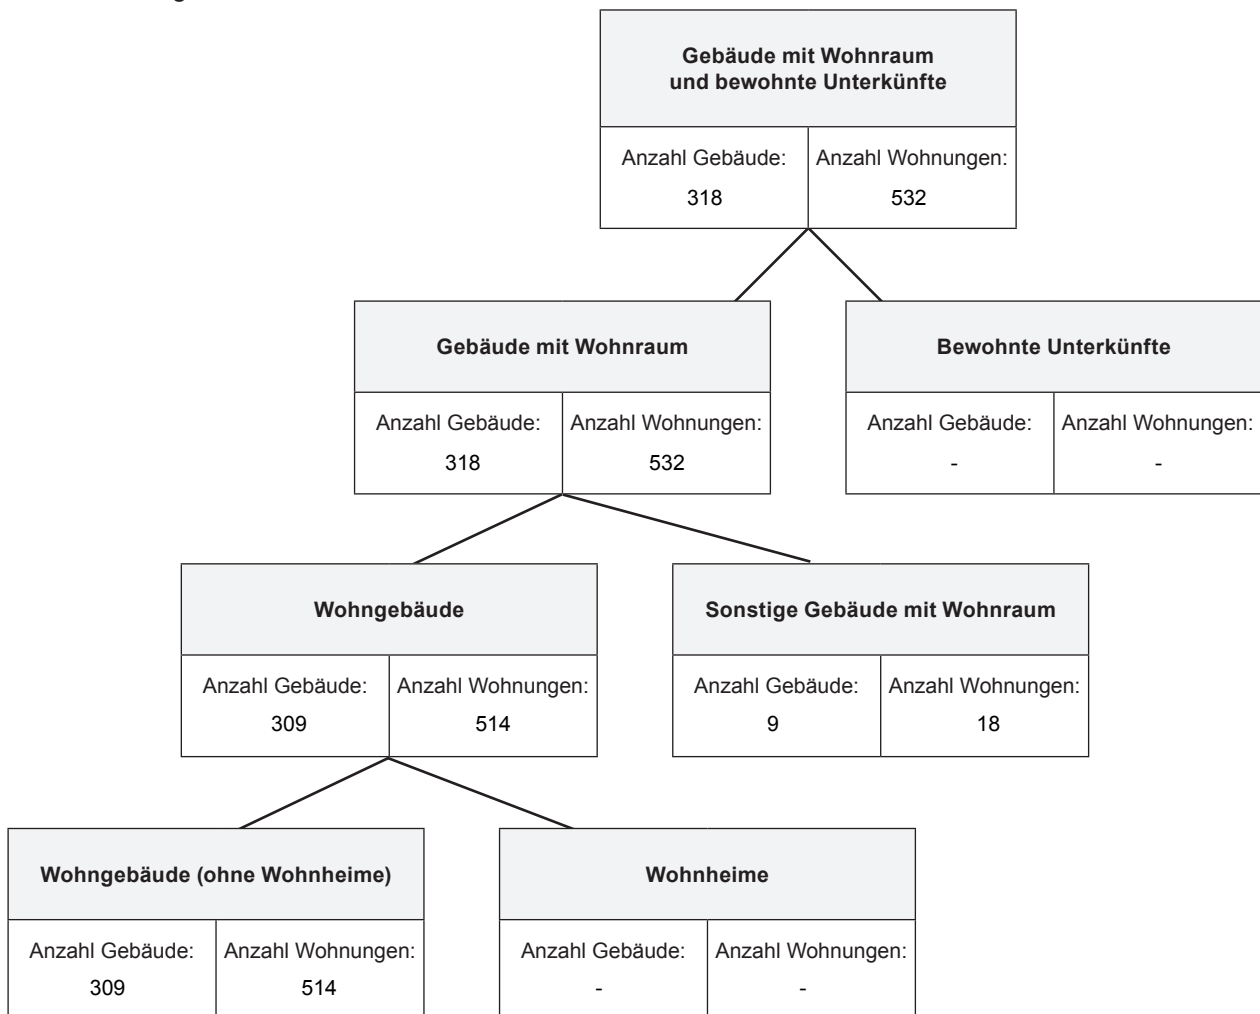 Gebäude mit Wohnraum
und bewohnte Unterkünfte
Anzahl Gebäude: Anzahl Wohnungen:
318 532
Gebäude mit Wohnraum
Anzahl Gebäude: Anzahl Wohnungen:
318 532
Bewohnte Unterkünfte
Anzahl Gebäude: Anzahl Wohnungen:
- -
Wohngebäude
Anzahl Gebäude: Anzahl Wohnungen:
309 514
Sonstige Gebäude mit Wohnraum
Anzahl Gebäude: Anzahl Wohnungen:
9 18
Wohngebäude (ohne Wohnheime)
Anzahl Gebäude: Anzahl Wohnungen:
309 514
Wohnheime
Anzahl Gebäude: Anzahl Wohnungen:
- -